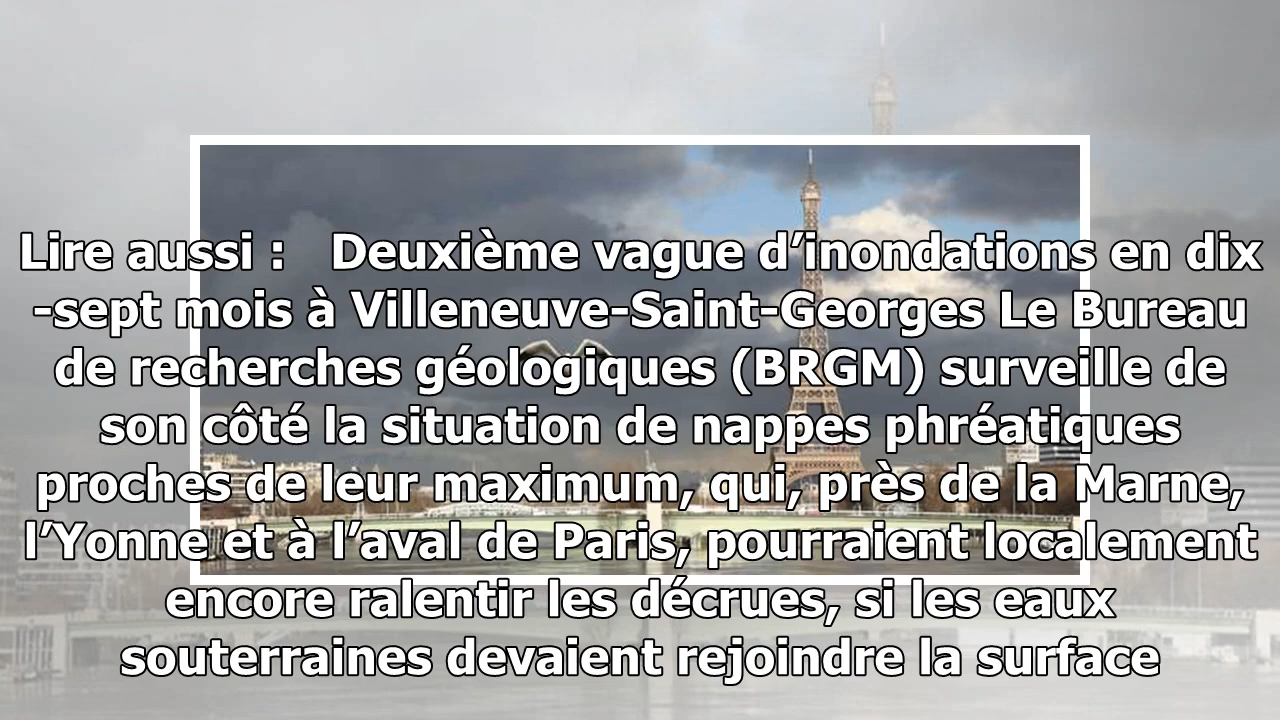 Lire aussi :   Deuxième vague d’inondations en dix
-sept mois à Villeneuve-Saint-Georges Le Bureau
de recherches géologiques (BRGM) surveille de
son côté la situation de nappes phréatiques
proches de leur maximum, qui, près de la Marne,
l’Yonne et à l’aval de Paris, pourraient localement
encore ralentir les décrues, si les eaux
souterraines devaient rejoindre la surface